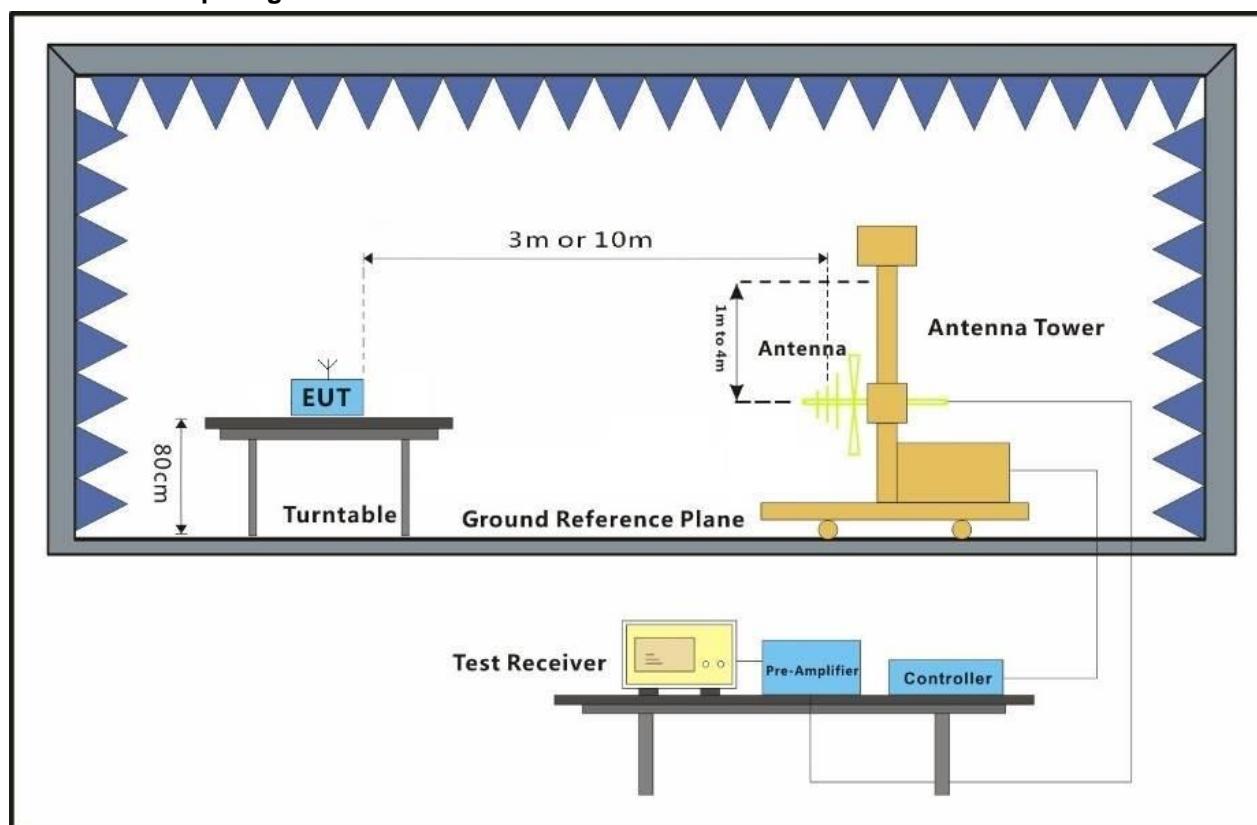 3m or 10m
1m to 4m
Antenna Tower
Antenna
EUT
80cm
Turntable
Ground Reference Plane
Test Receiver
Pre-Amplifier
Controller